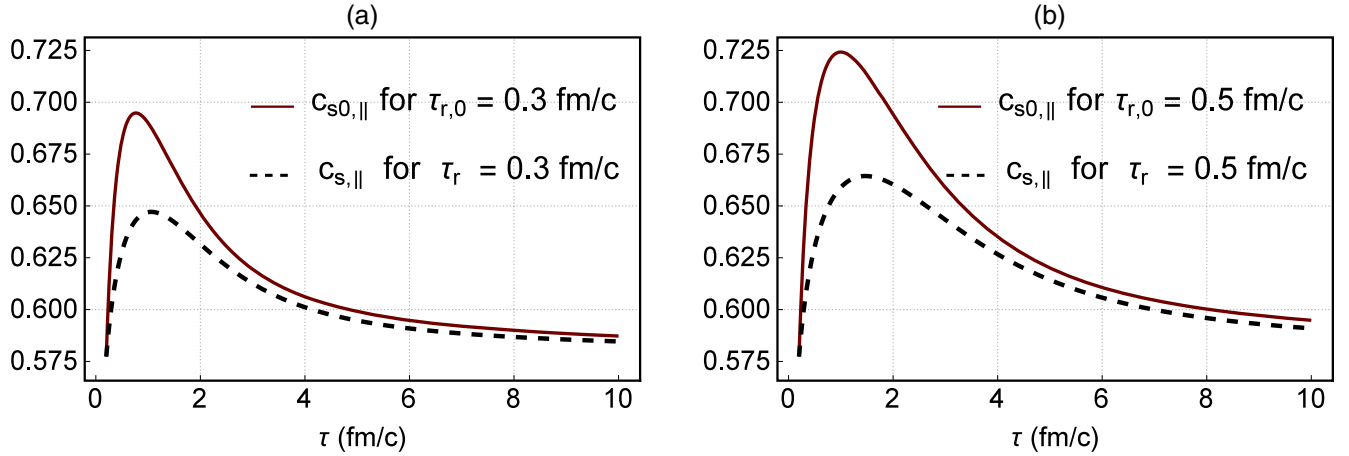 (a)
0.725
0.700
0.675
0.650
0.625
0.600
0.575
c_{s0,∥} for τ_{r,0} = 0.3 fm/c
c_{s,∥} for τ_r = 0.3 fm/c
0 2 4 6 8 10
τ (fm/c)
(b)
0.725
0.700
0.675
0.650
0.625
0.600
0.575
c_{s0,∥} for τ_{r,0} = 0.5 fm/c
c_{s,∥} for τ_r = 0.5 fm/c
0 2 4 6 8 10
τ (fm/c)